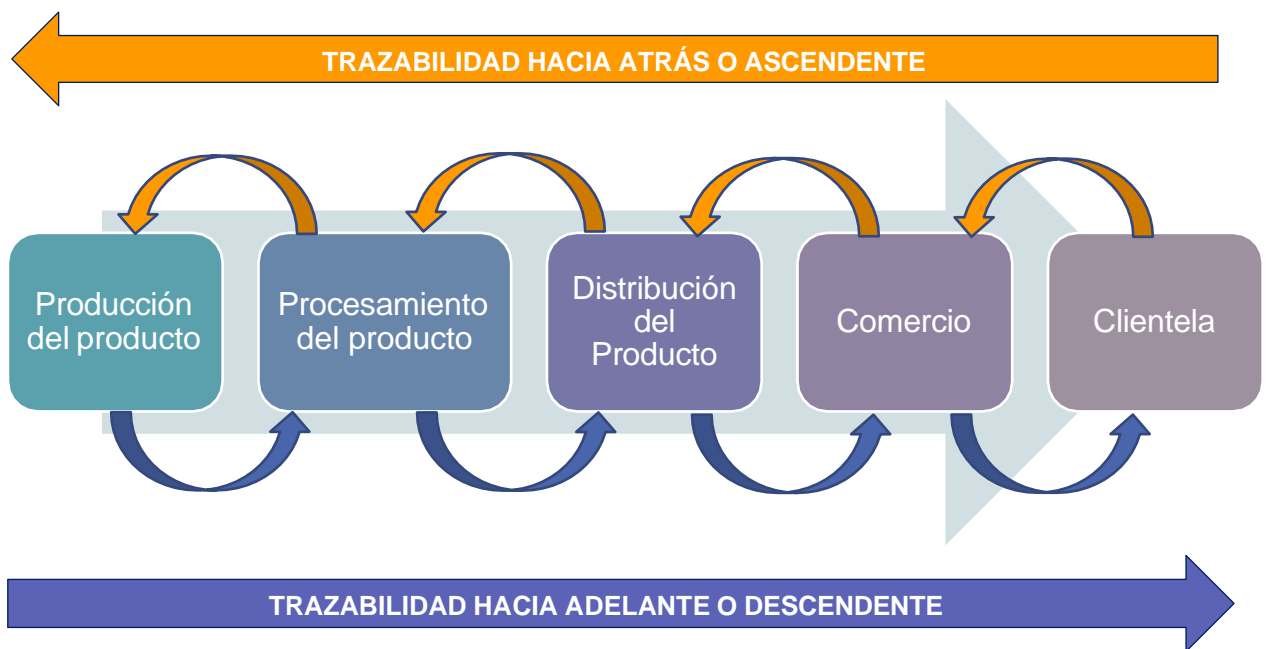 TRAZABILIDAD HACIA ATRÁS O ASCENDENTE
Producción
del producto
Procesamiento
del producto
Distribución
del
Producto
Comercio
Clientela
TRAZABILIDAD HACIA ADELANTE O DESCENDENTE